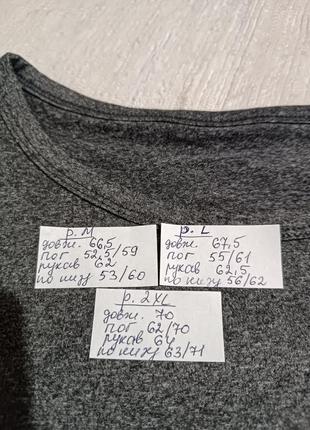 р. М
довж. 66,5
пог 52,5/59
рукав 62
по низу 53/60
р. L
довж. 67,5
пог 55/61
рукав 62,5
по низу 56/62
р. 2XL
довж. 70
пог 62/70
рукав 64
по низу 63/71